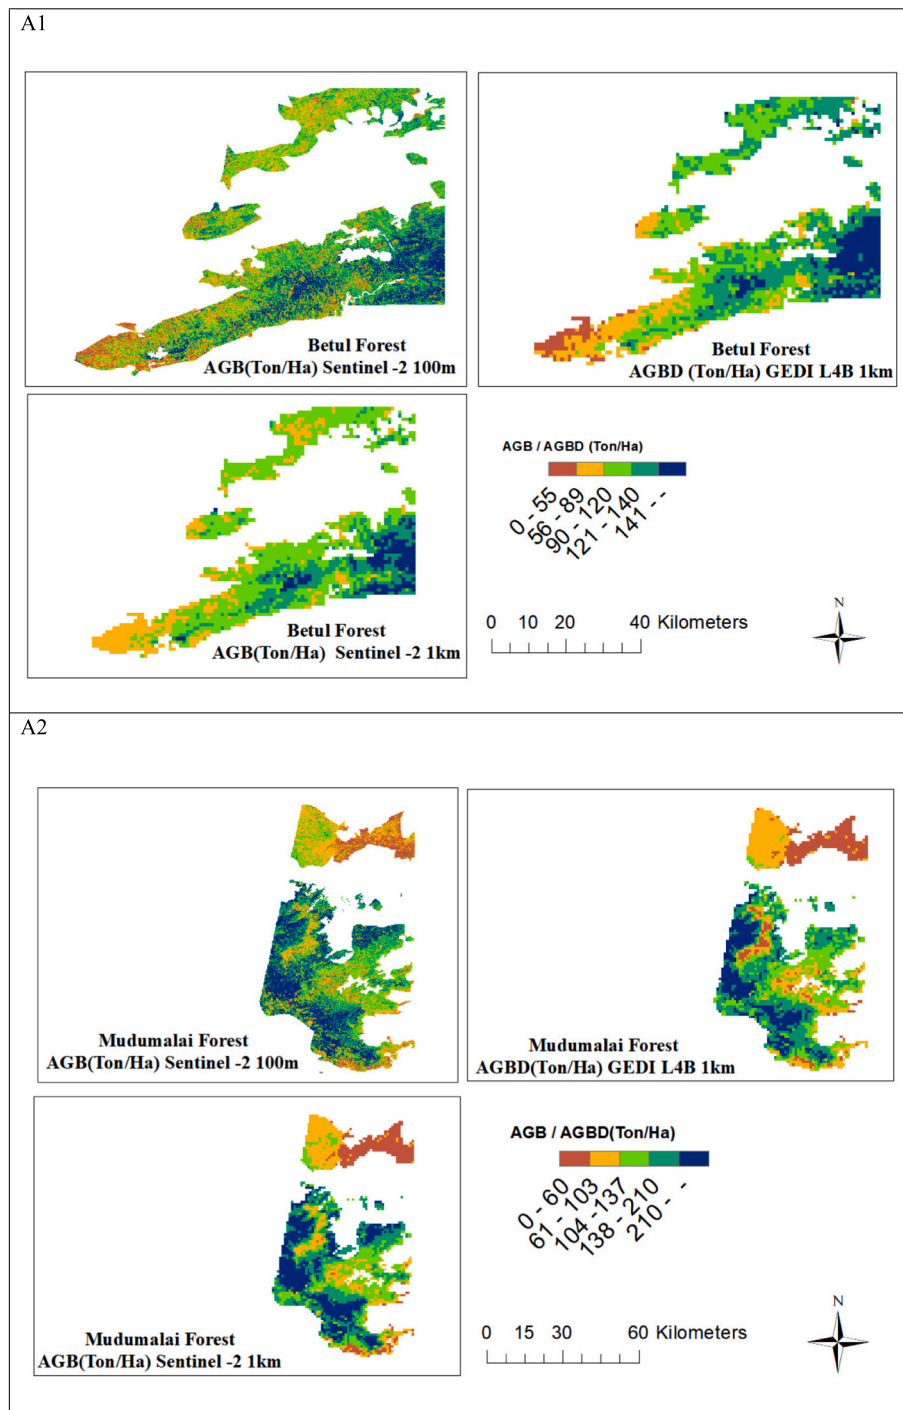 A1
Betul Forest
AGB(Ton/Ha) Sentinel -2 100m
Betul Forest
AGBD (Ton/Ha) GEDI L4B 1km
Betul Forest
AGB(Ton/Ha) Sentinel -2 1km
AGB / AGBD (Ton/Ha)
0 - 55
56 - 89
90 - 120
121 - 140
141 - -
0 10 20 40 Kilometers
N
A2
Mudumalai Forest
AGB(Ton/Ha) Sentinel -2 100m
Mudumalai Forest
AGBD(Ton/Ha) GEDI L4B 1km
Mudumalai Forest
AGB(Ton/Ha) Sentinel -2 1km
AGB / AGBD(Ton/Ha)
0 - 60
61 - 103
104 -137
138 - 210
210 - -
0 15 30 60 Kilometers
N